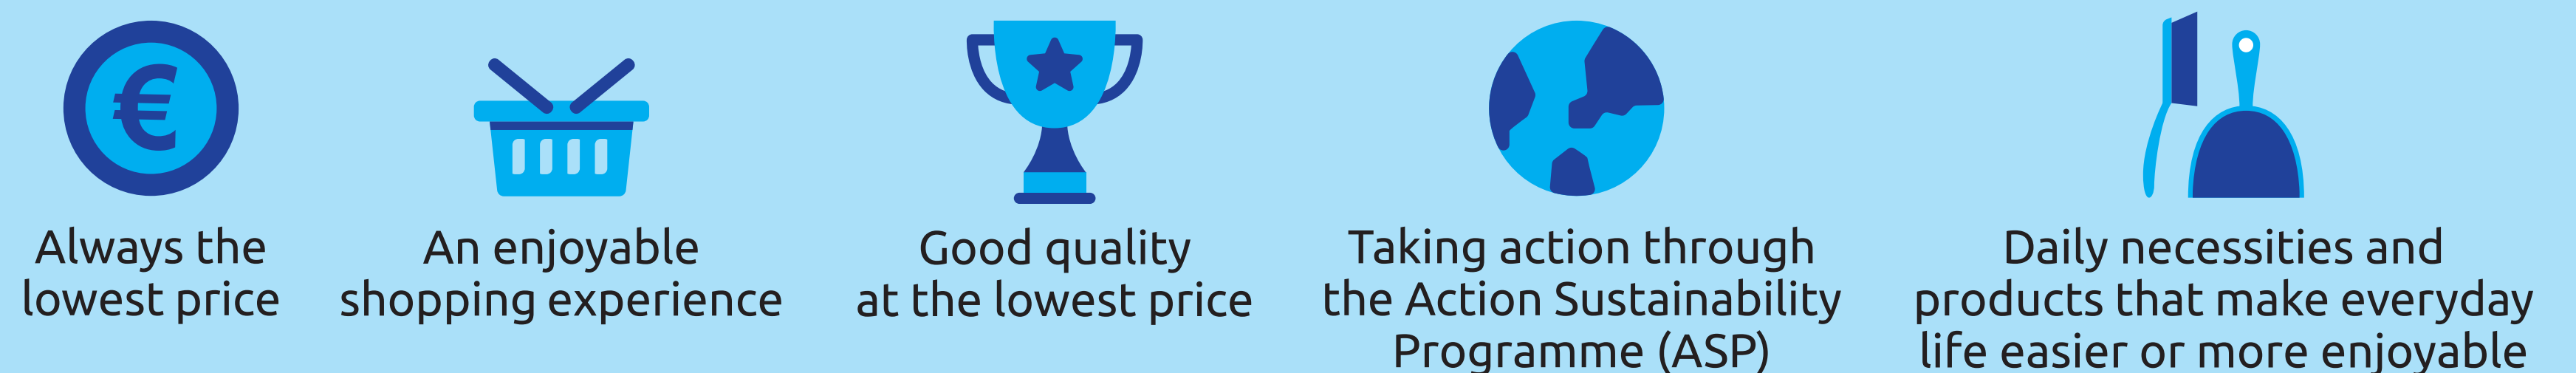 €
Always the
lowest price
An enjoyable
shopping experience
Good quality
at the lowest price
Taking action through
the Action Sustainability
Programme (ASP)
Daily necessities and
products that make everyday
life easier or more enjoyable